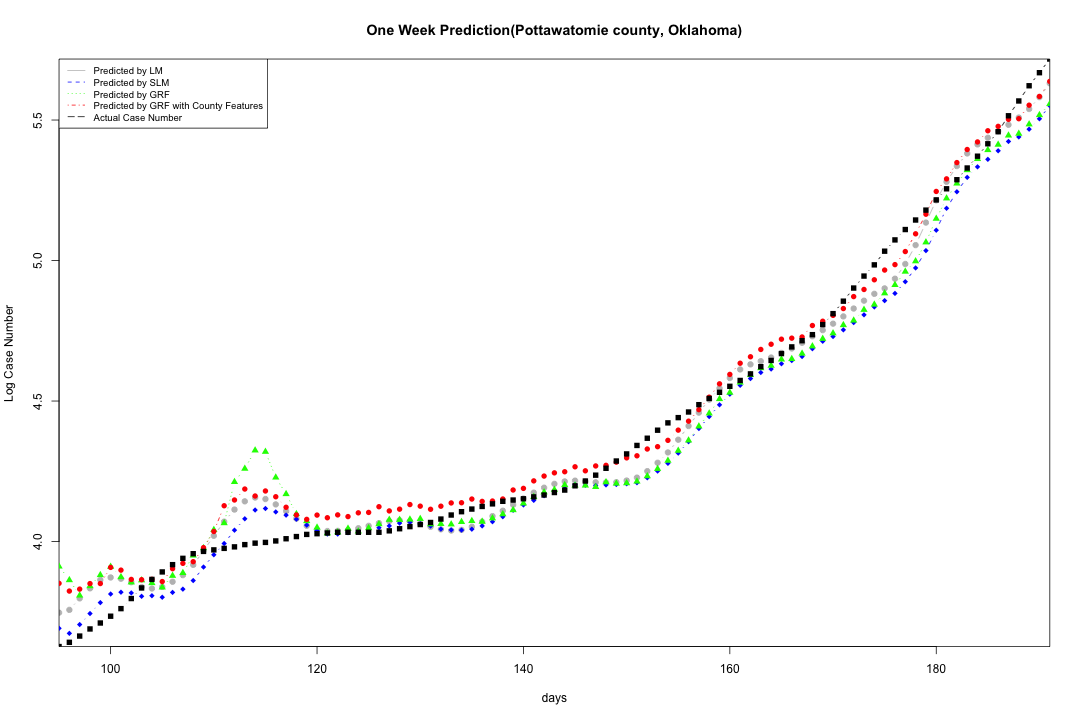 One Week Prediction(Pottawatomie county, Oklahoma)
Predicted by LM
Predicted by SLM
Predicted by GRF
Predicted by GRF with County Features
Actual Case Number
5.5
5.0
4.5
4.0
Log Case Number
100 120 140 160 180
days